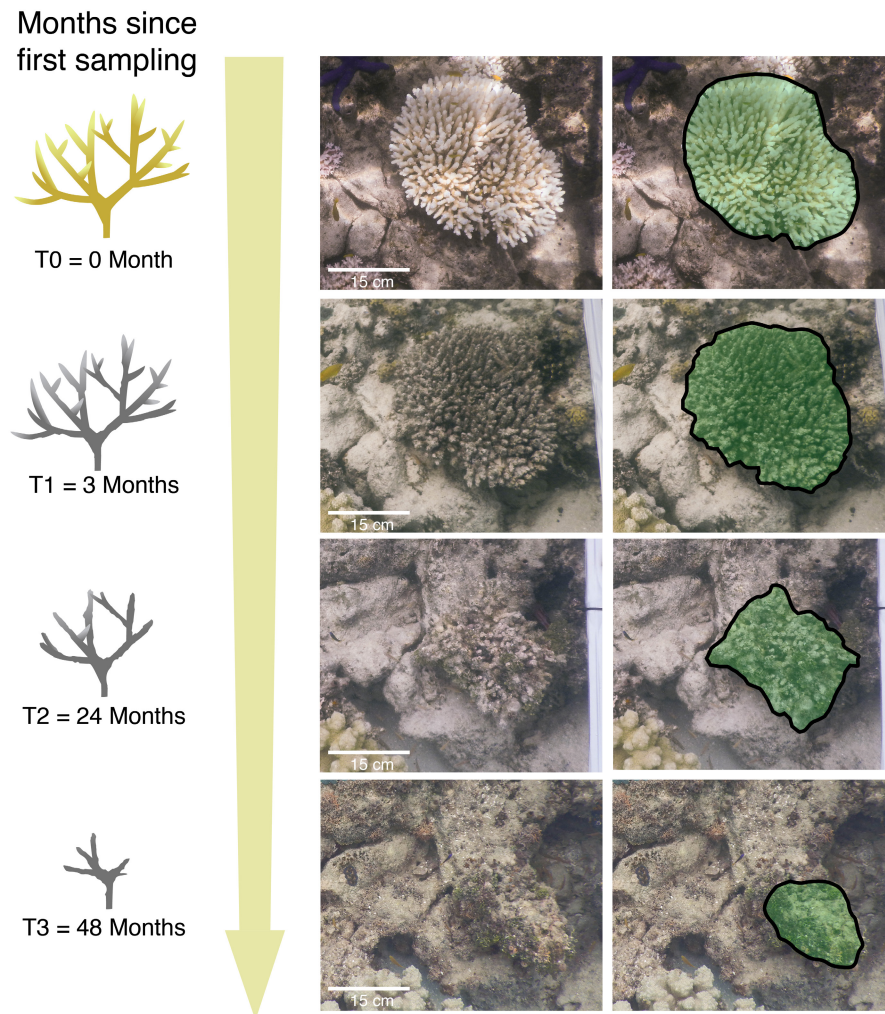 Months since
first sampling
T0 = 0 Month
15 cm
T1 = 3 Months
15 cm
T2 = 24 Months
15 cm
T3 = 48 Months
15 cm